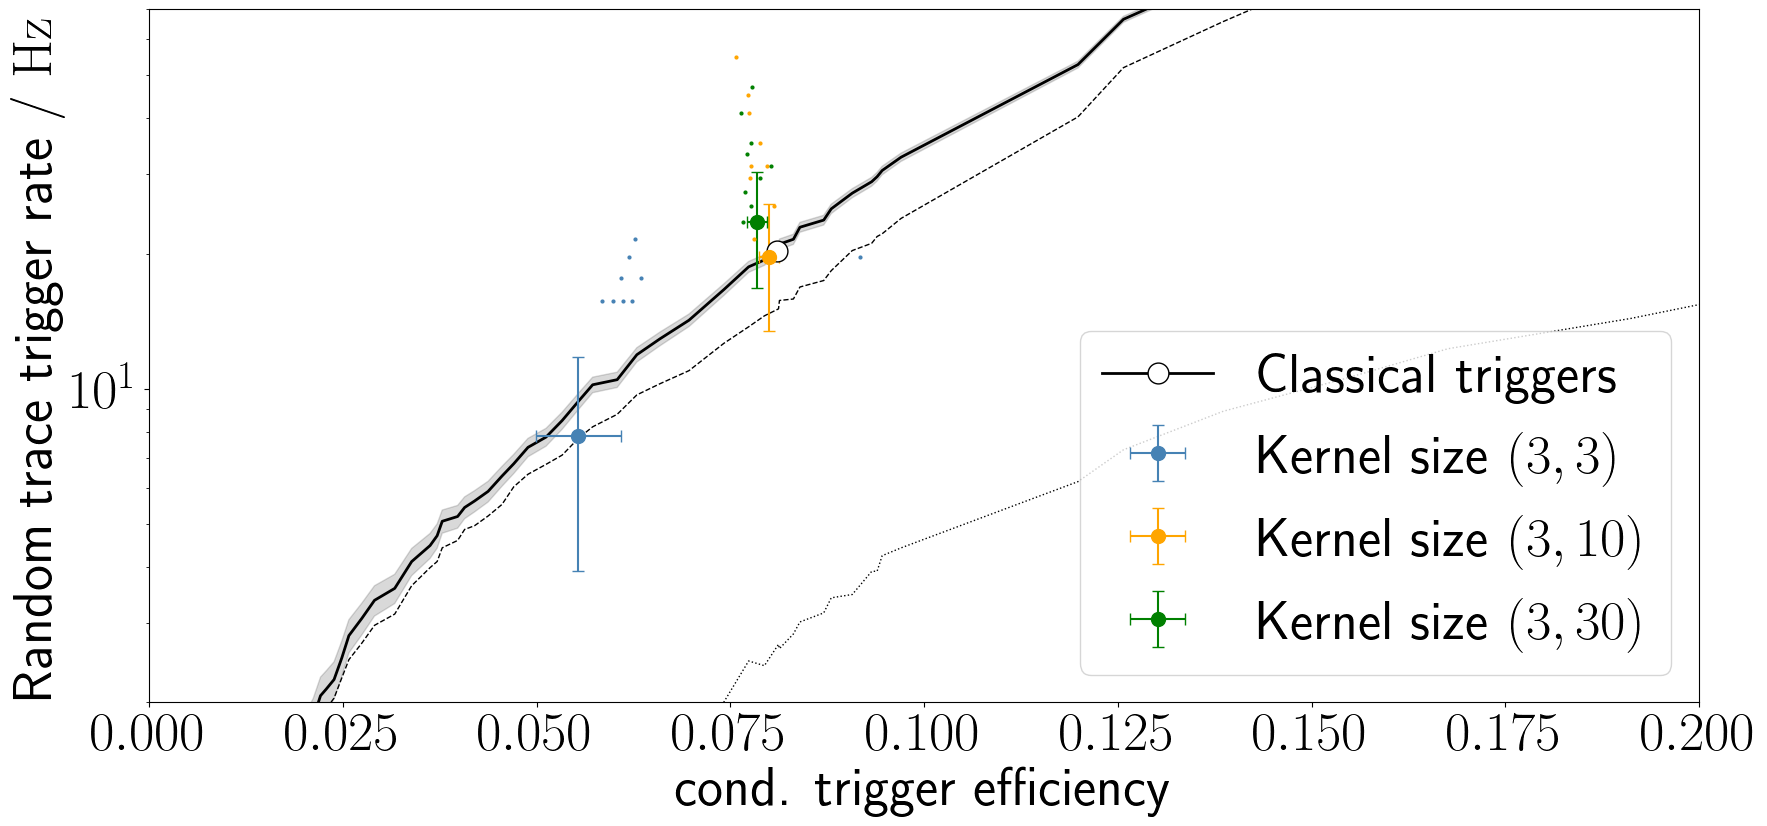 Random trace trigger rate / Hz
10^1
Classical triggers
Kernel size (3, 3)
Kernel size (3, 10)
Kernel size (3, 30)
0.000 0.025 0.050 0.075 0.100 0.125 0.150 0.175 0.200
cond. trigger efficiency